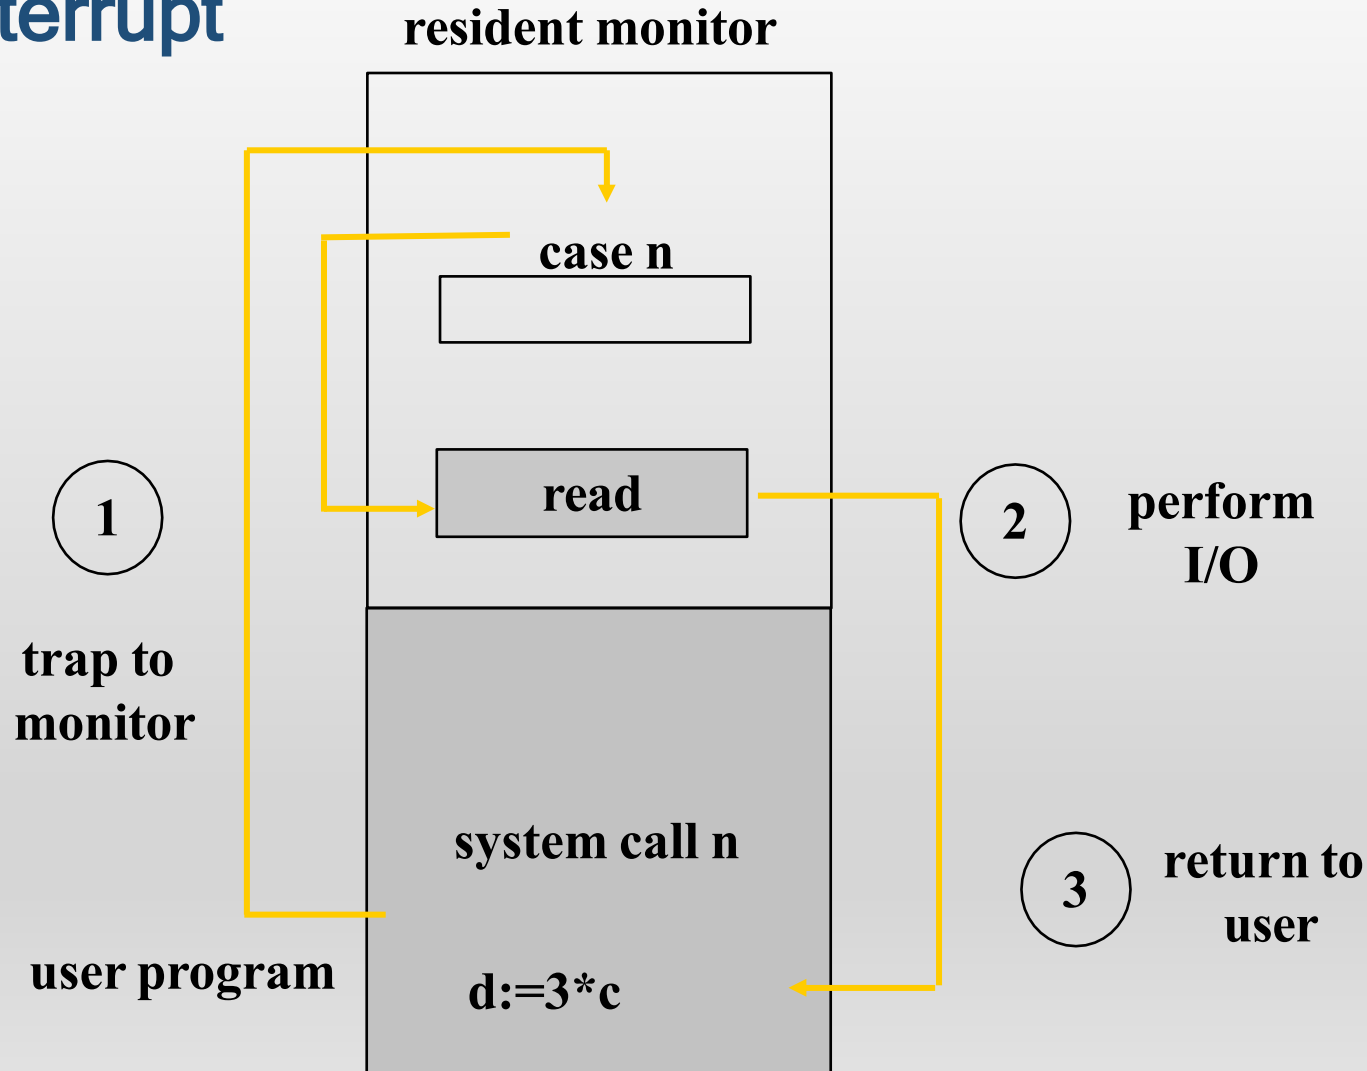 terrupt
resident monitor
case n
read
1
2
perform
I/O
trap to
monitor
system call n
3
return to
user
user program
d:=3*c